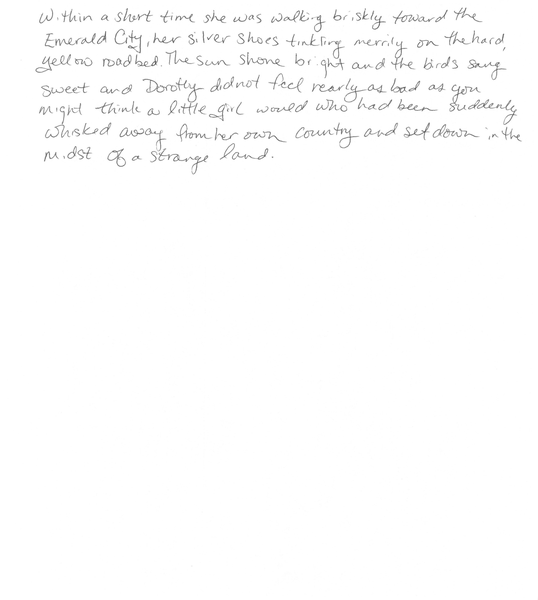 Within a short time she was walking briskly toward the
Emerald City, her silver shoes tinkling merrily on the hard,
yellow roadbed. The sun shone bright and the birds sang
sweet and Dorothy did not feel nearly as bad as you
might think a little girl would who had been suddenly
whisked away from her own country and set down in the
midst of a strange land.